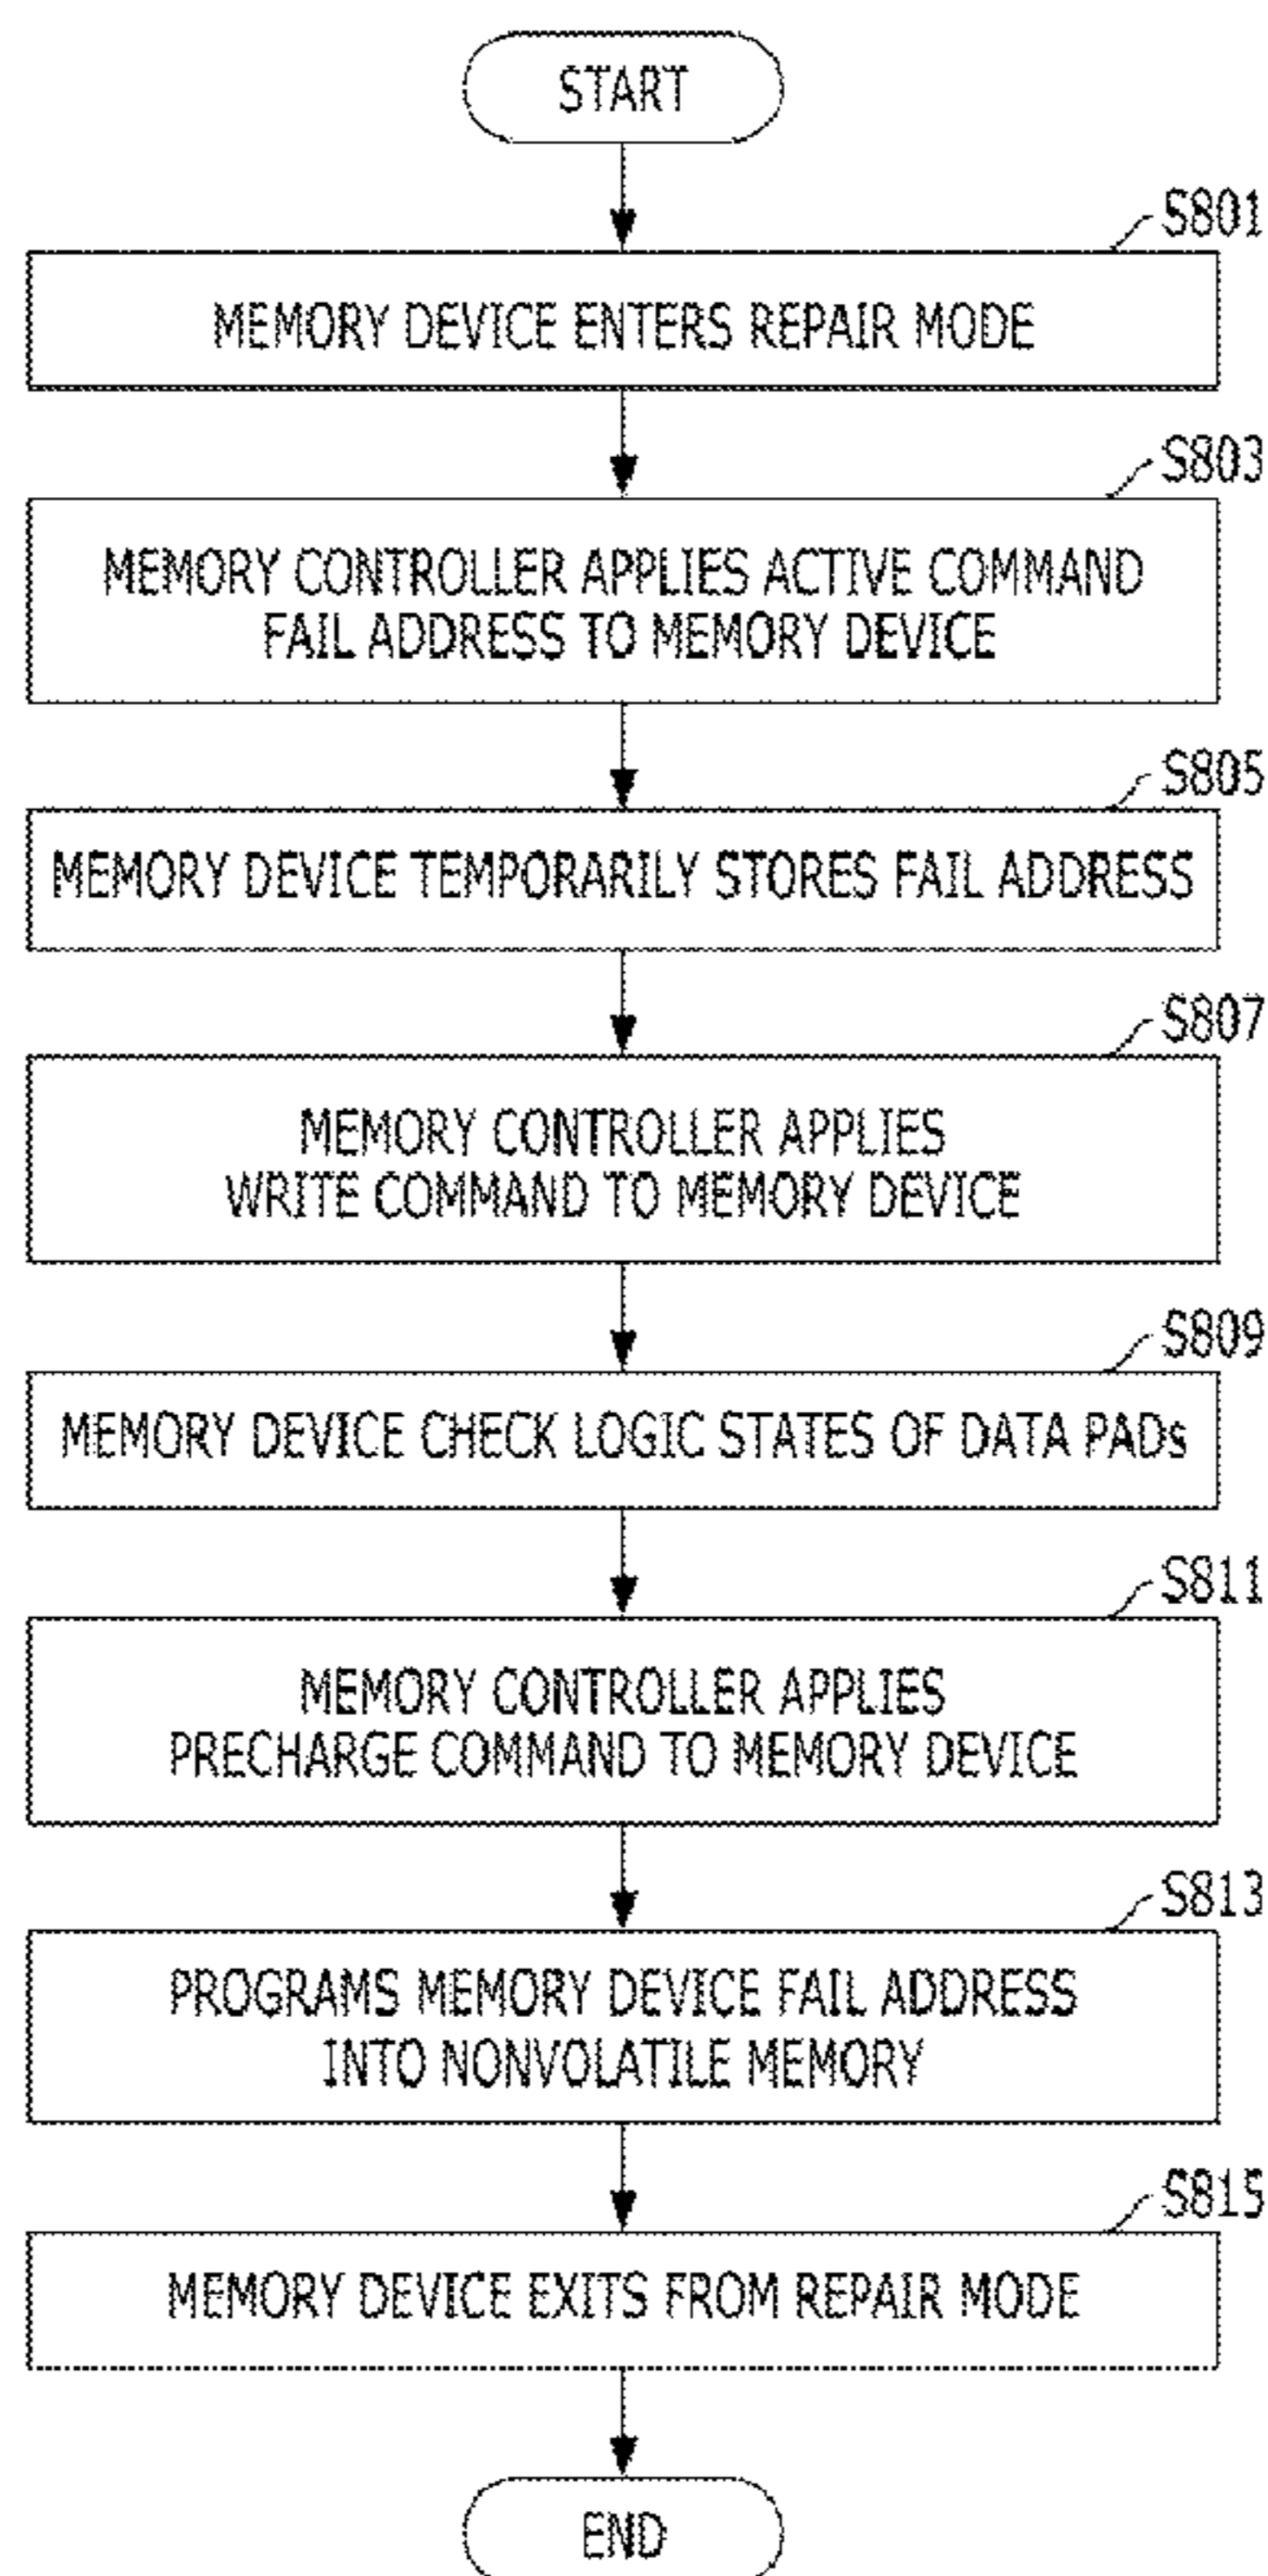 START
S801
MEMORY DEVICE ENTERS REPAIR MODE
S803
MEMORY CONTROLLER APPLIES ACTIVE COMMAND
FAIL ADDRESS TO MEMORY DEVICE
S805
MEMORY DEVICE TEMPORARILY STORES FAIL ADDRESS
S807
MEMORY CONTROLLER APPLIES
WRITE COMMAND TO MEMORY DEVICE
S809
MEMORY DEVICE CHECK LOGIC STATES OF DATA PADs
S811
MEMORY CONTROLLER APPLIES
PRECHARGE COMMAND TO MEMORY DEVICE
S813
PROGRAMS MEMORY DEVICE FAIL ADDRESS
INTO NONVOLATILE MEMORY
S815
MEMORY DEVICE EXITS FROM REPAIR MODE
END